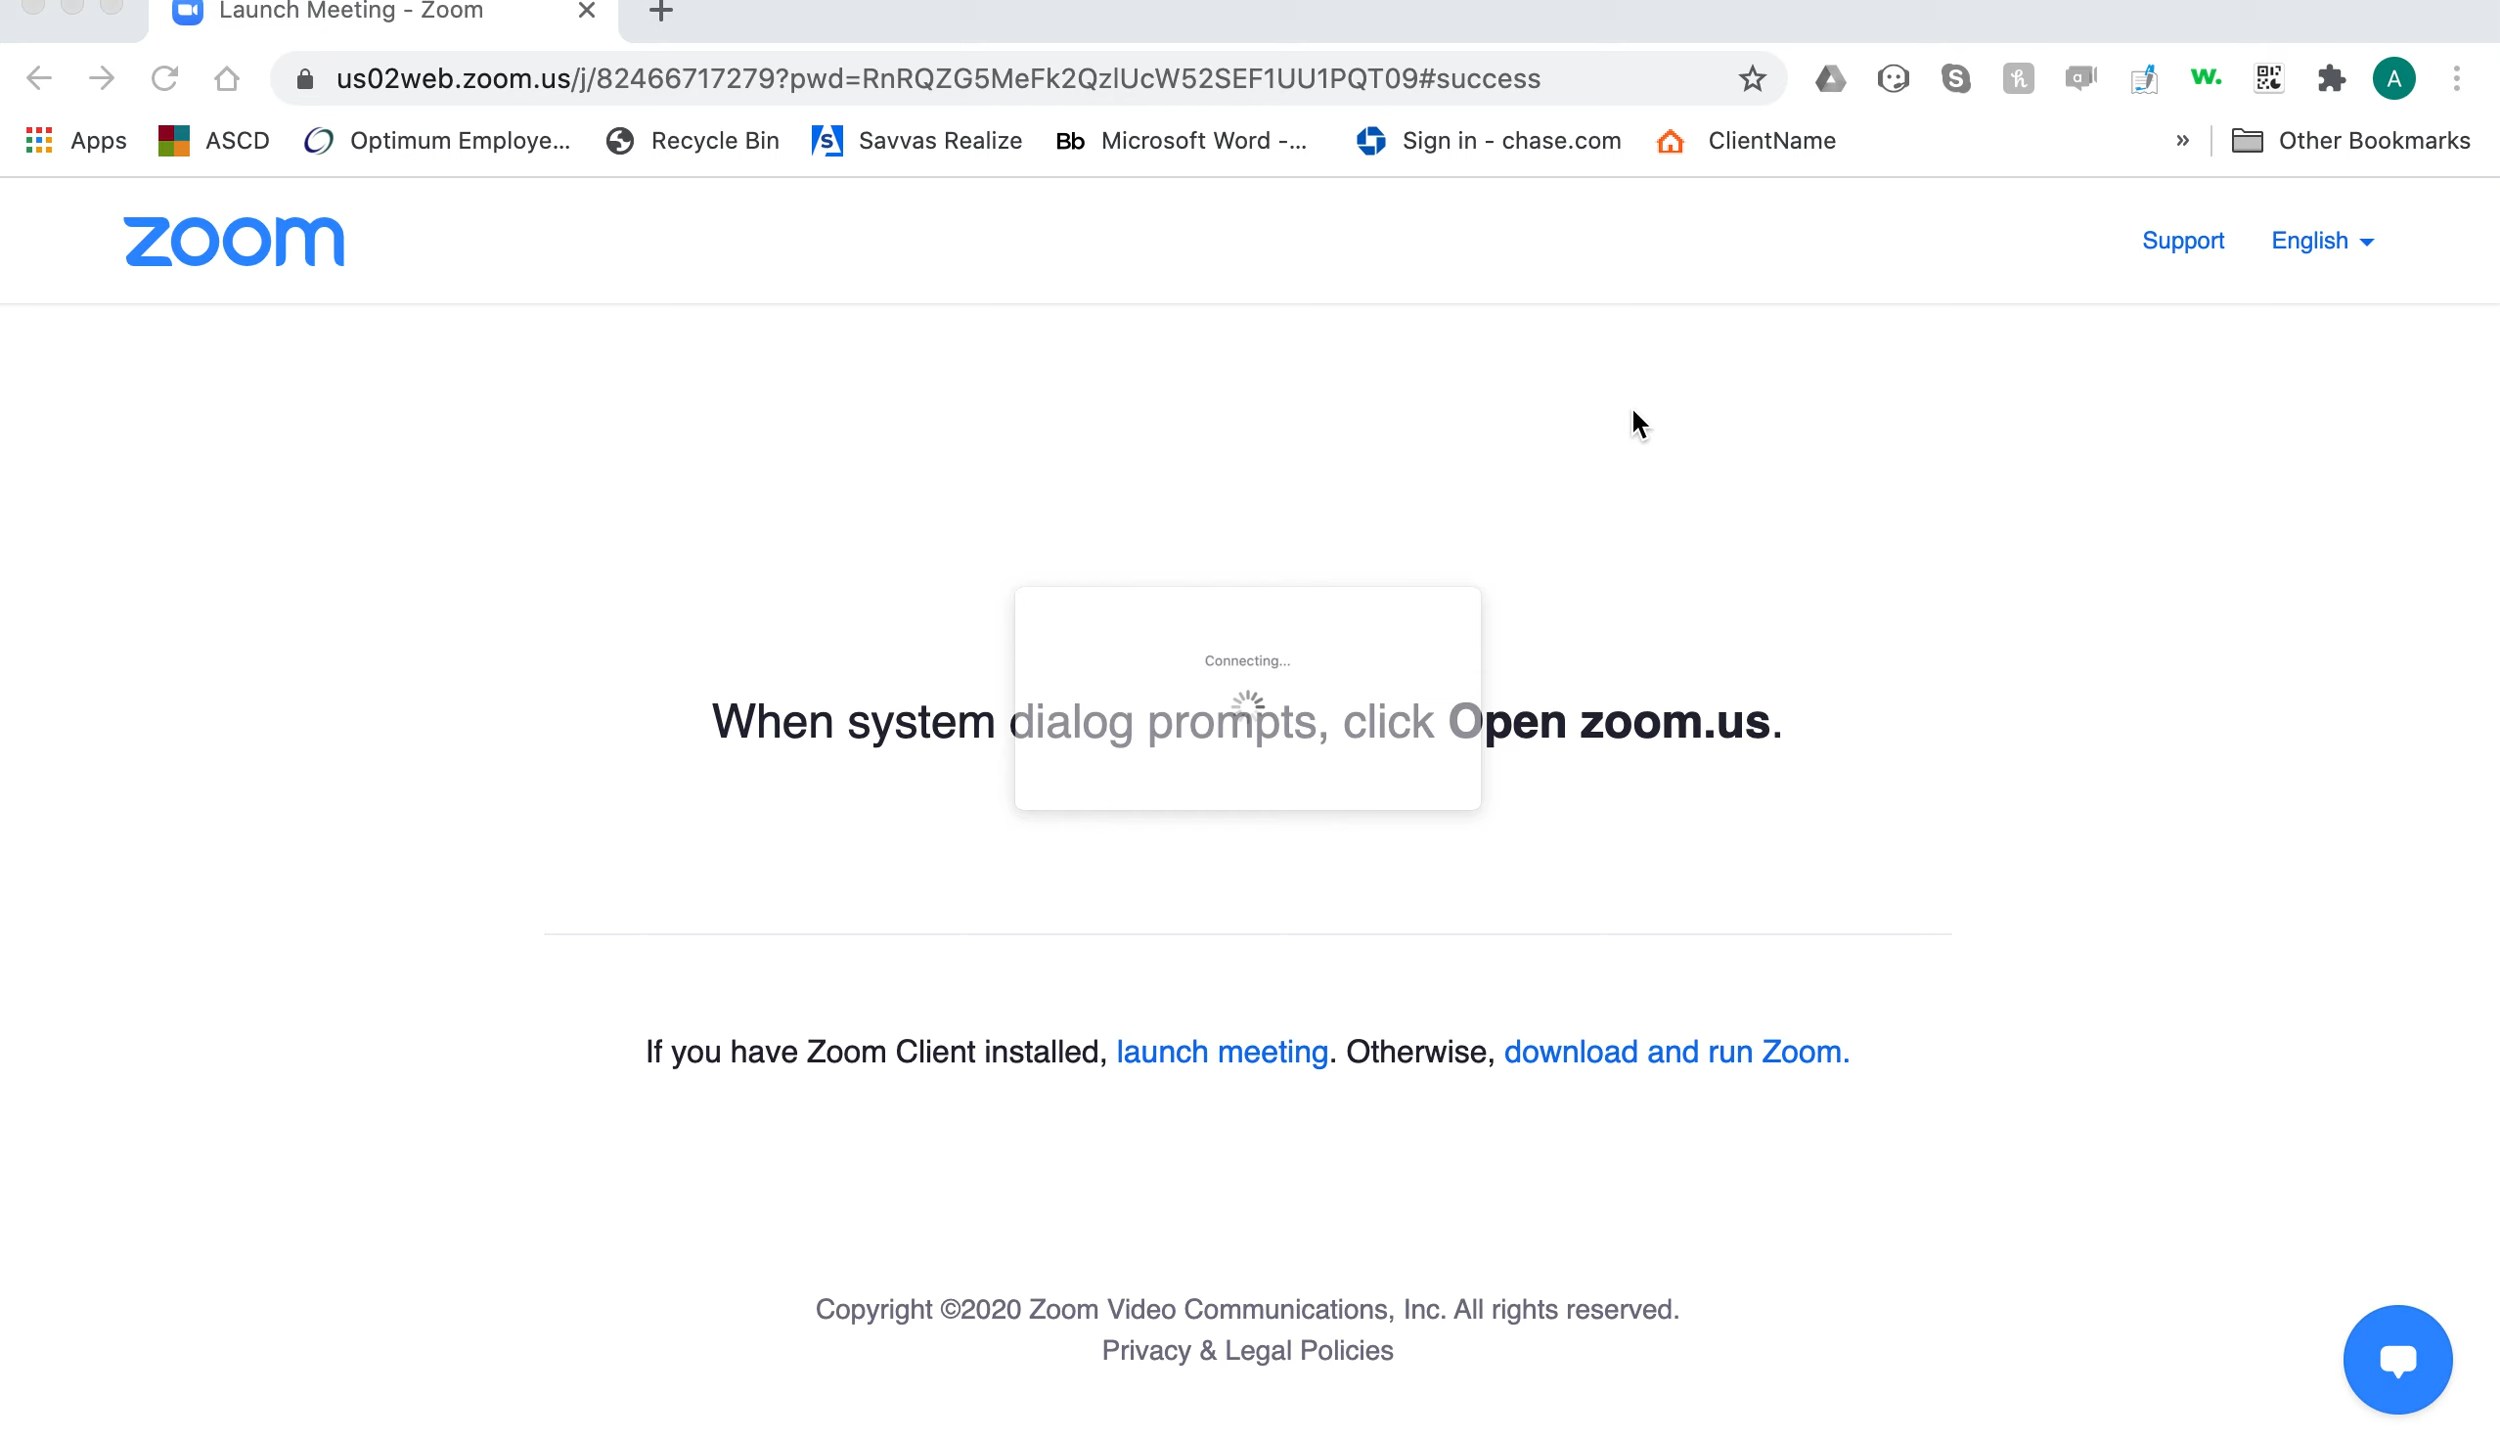 Launch Meeting - Zoom
us02web.zoom.us/j/82466717279?pwd=RnRQZG5MeFk2QzlUcW52SEF1UU1PQT09#success
A
Apps ASCD Optimum Employe... Recycle Bin Savvas Realize Bb Microsoft Word -... Sign in - chase.com ClientName » Other Bookmarks
zoom
Support English
Connecting...
When system dialog prompts, click Open zoom.us.
If you have Zoom Client installed, launch meeting. Otherwise, download and run Zoom.
Copyright ©2020 Zoom Video Communications, Inc. All rights reserved.
Privacy & Legal Policies